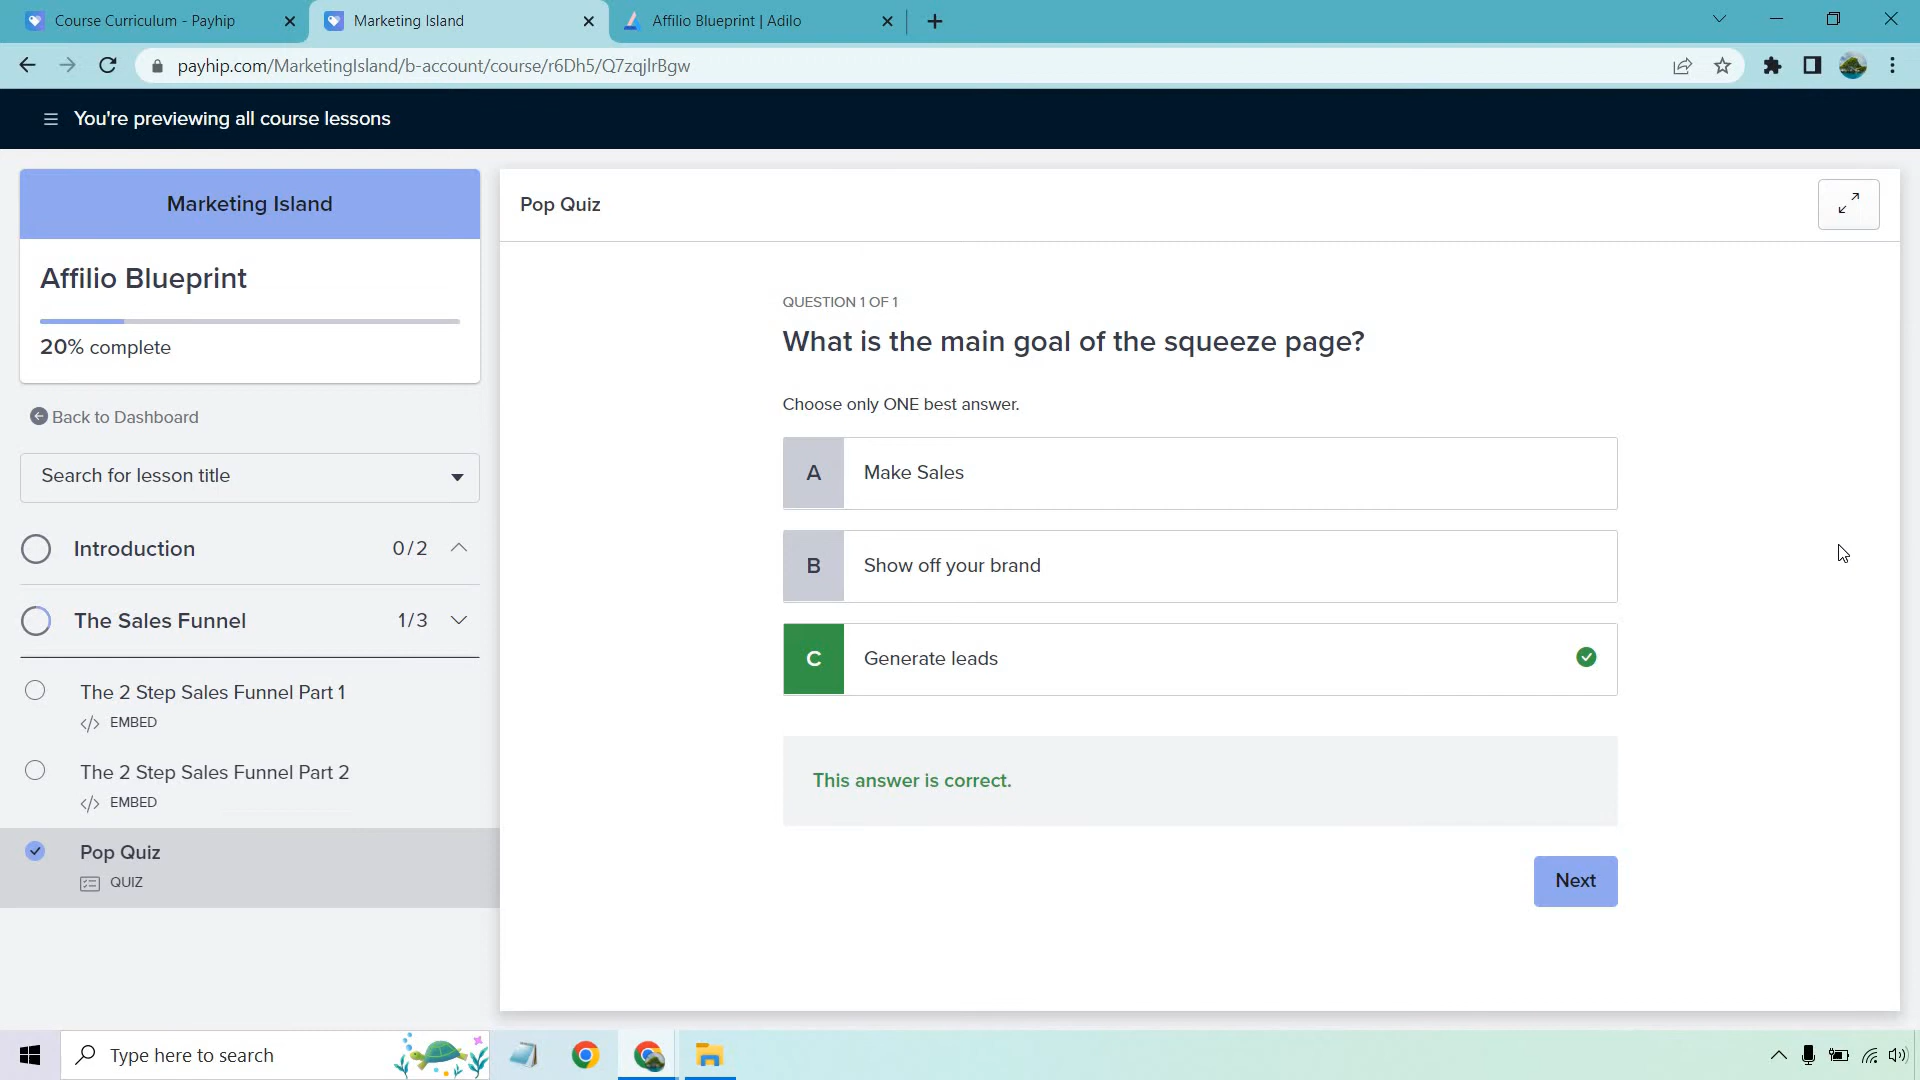 Course Curriculum - Payhip
Marketing Island
Affilio Blueprint | Adilo
payhip.com/MarketingIsland/b-account/course/r6Dh5/Q7zqjlrBgw
You're previewing all course lessons
Marketing Island
Affilio Blueprint
20% complete
Back to Dashboard
Search for lesson title
Introduction 0/2
The Sales Funnel 1/3
The 2 Step Sales Funnel Part 1
EMBED
The 2 Step Sales Funnel Part 2
EMBED
Pop Quiz
QUIZ
Pop Quiz
QUESTION 1 OF 1
What is the main goal of the squeeze page?
Choose only ONE best answer.
A Make Sales
B Show off your brand
C Generate leads
This answer is correct.
Next
Type here to search